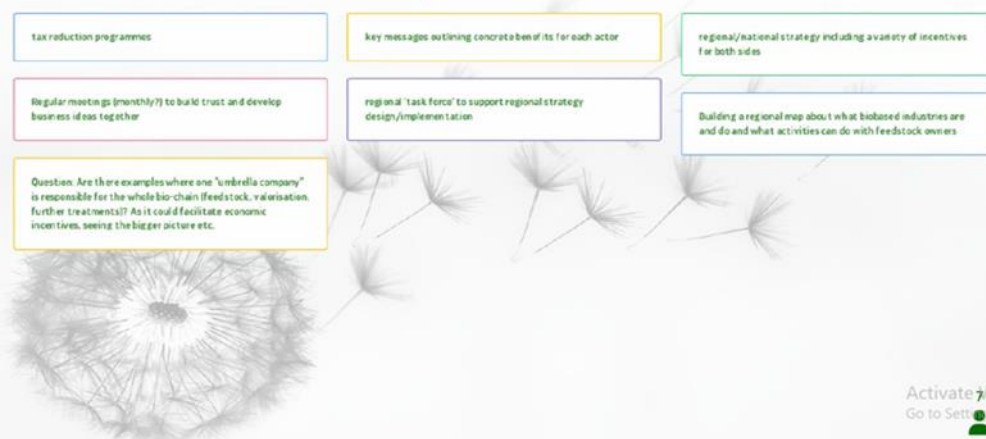 tax reduction programmes
key messages outlining concrete benefits for each actor
regional/national strategy including a variety of incentives
for both sides
Regular meetings (monthly?) to build trust and develop
business ideas together
regional 'task force' to support regional strategy
design/implementation
Building a regional map about what biobased industries are
and do and what activities can do with feedstock owners
Question: Are there examples where one "umbrella company"
is responsible for the whole bio-chain (feedstock, valorisation,
further treatments)? As it could facilitate economic
incentives, seeing the bigger picture etc.
Activate
7
Go to